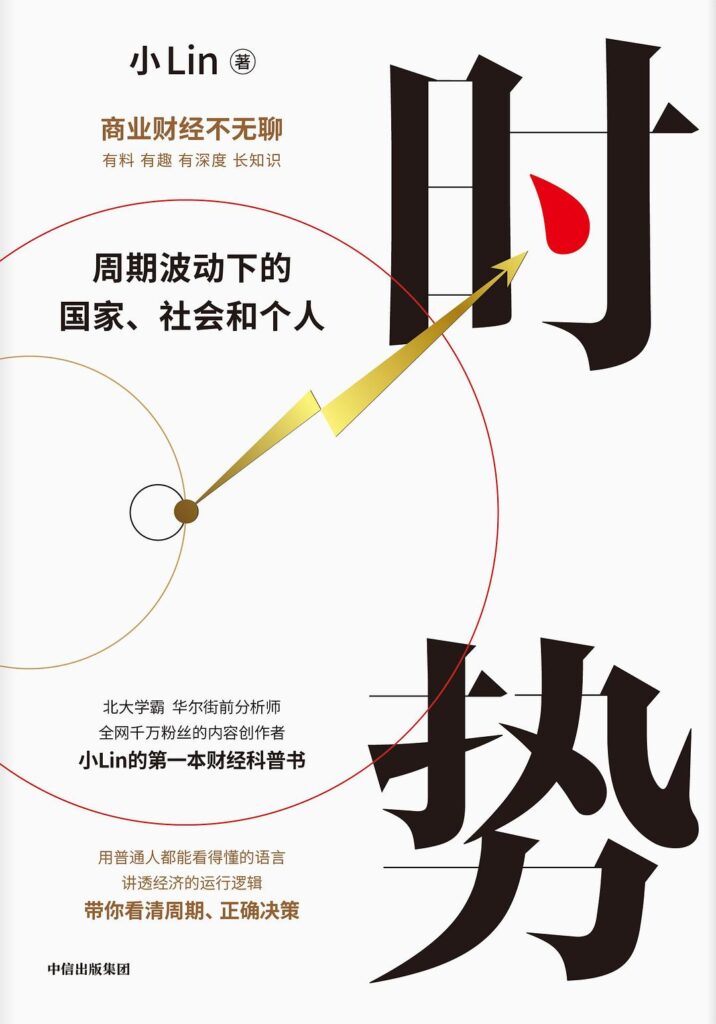 小Lin 著
商业财经不无聊
有料 有趣 有深度 长知识
时势
周期波动下的
国家、社会和个人
北大学霸 华尔街前分析师
全网千万粉丝的内容创作者
小Lin的第一本财经科普书
用普通人都能看得懂的语言
讲透经济的运行逻辑
带你看清周期、正确决策
中信出版集团